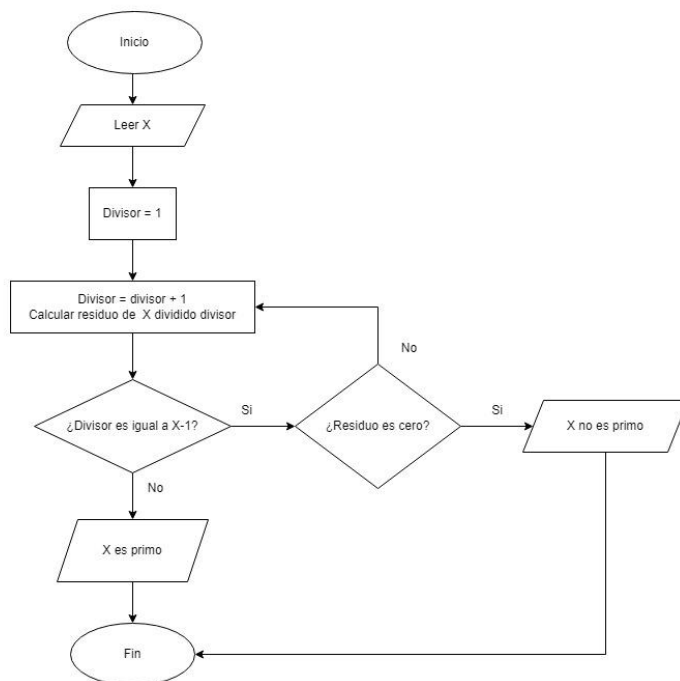 Inicio
Leer X
Divisor = 1
Divisor = divisor + 1
Calcular residuo de X dividido divisor
No
¿Divisor es igual a X-1?
Si
¿Residuo es cero?
Si
X no es primo
No
X es primo
Fin